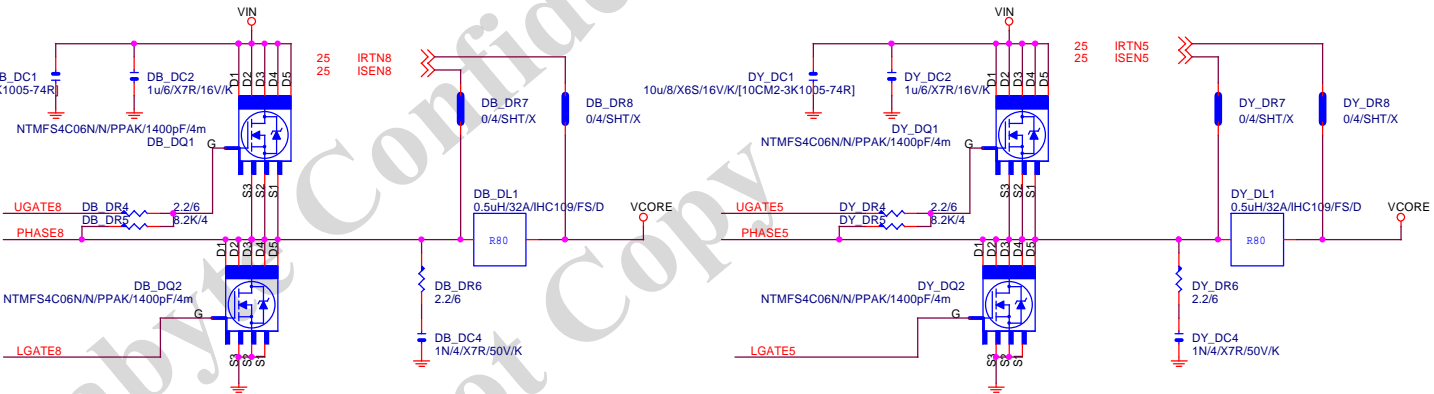 VIN
VIN
25 IRTN8
25 ISEN8
25 IRTN5
25 ISEN5
B_DC1
K1005-74R]
DB_DC2
1u/6/X7R/16V/K
D1
D2
D3
D4
D5
DB_DR7
0/4/SHT/X
DB_DR8
0/4/SHT/X
DY_DC1
10u/8/X6S/16V/K/[10CM2-3K1005-74R]
DY_DC2
1u/6/X7R/16V/K
D1
D2
D3
D4
D5
DY_DR7
0/4/SHT/X
DY_DR8
0/4/SHT/X
NTMFS4C06N/N/PPAK/1400pF/4m
DB_DQ1
G
S3
S2
S1
DY_DQ1
NTMFS4C06N/N/PPAK/1400pF/4m
G
S3
S2
S1
UGATE8
DB_DR4
2.2/6
DB_DR5
8.2K/4
PHASE8
DB_DL1
0.5uH/32A/IHC109/FS/D
R80
VCORE
UGATE5
DY_DR4
2.2/6
DY_DR5
8.2K/4
PHASE5
DY_DL1
0.5uH/32A/IHC109/FS/D
R80
VCORE
D1
D2
D3
D4
D5
DB_DQ2
NTMFS4C06N/N/PPAK/1400pF/4m
G
S3
S2
S1
DB_DR6
2.2/6
DB_DC4
1N/4/X7R/50V/K
LGATE8
D1
D2
D3
D4
D5
DY_DQ2
NTMFS4C06N/N/PPAK/1400pF/4m
G
S3
S2
S1
DY_DR6
2.2/6
DY_DC4
1N/4/X7R/50V/K
LGATE5
abyte Confide
not Copy